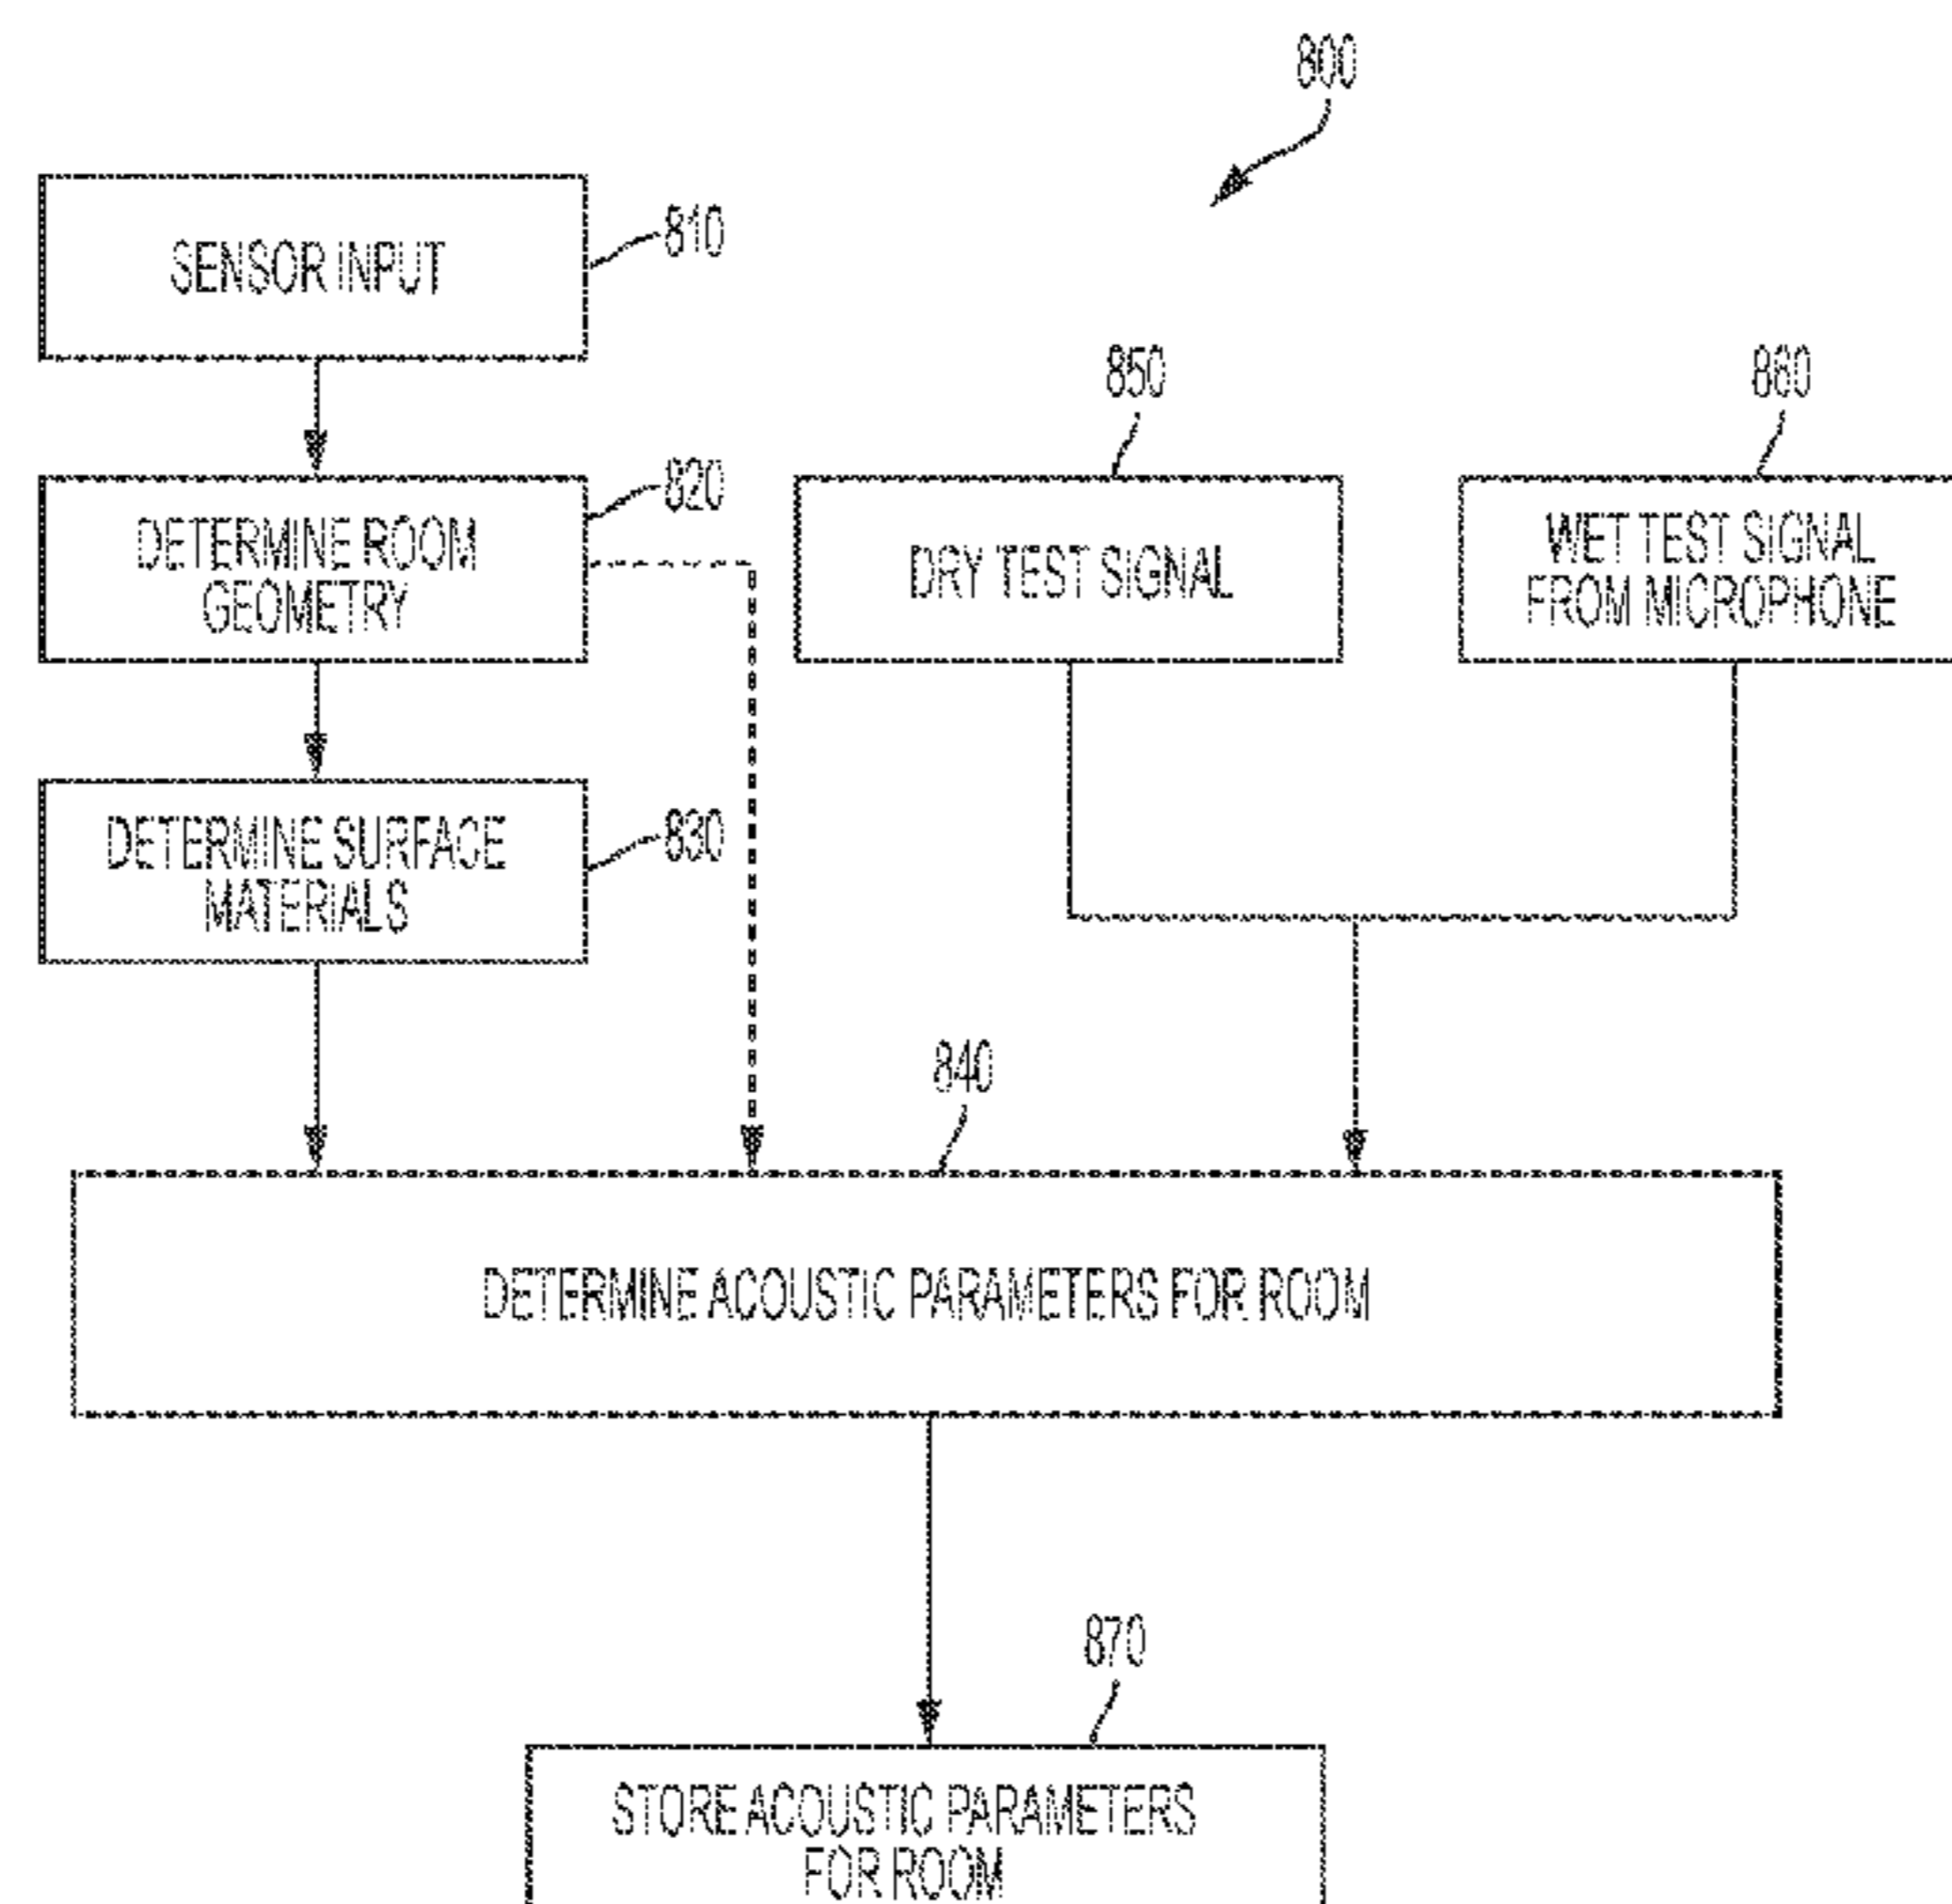 800
SENSOR INPUT
810
850
860
DETERMINE ROOM
GEOMETRY
820
DRY TEST SIGNAL
WET TEST SIGNAL
FROM MICROPHONE
DETERMINE SURFACE
MATERIALS
830
840
DETERMINE ACOUSTIC PARAMETERS FOR ROOM
870
STORE ACOUSTIC PARAMETERS
FOR ROOM